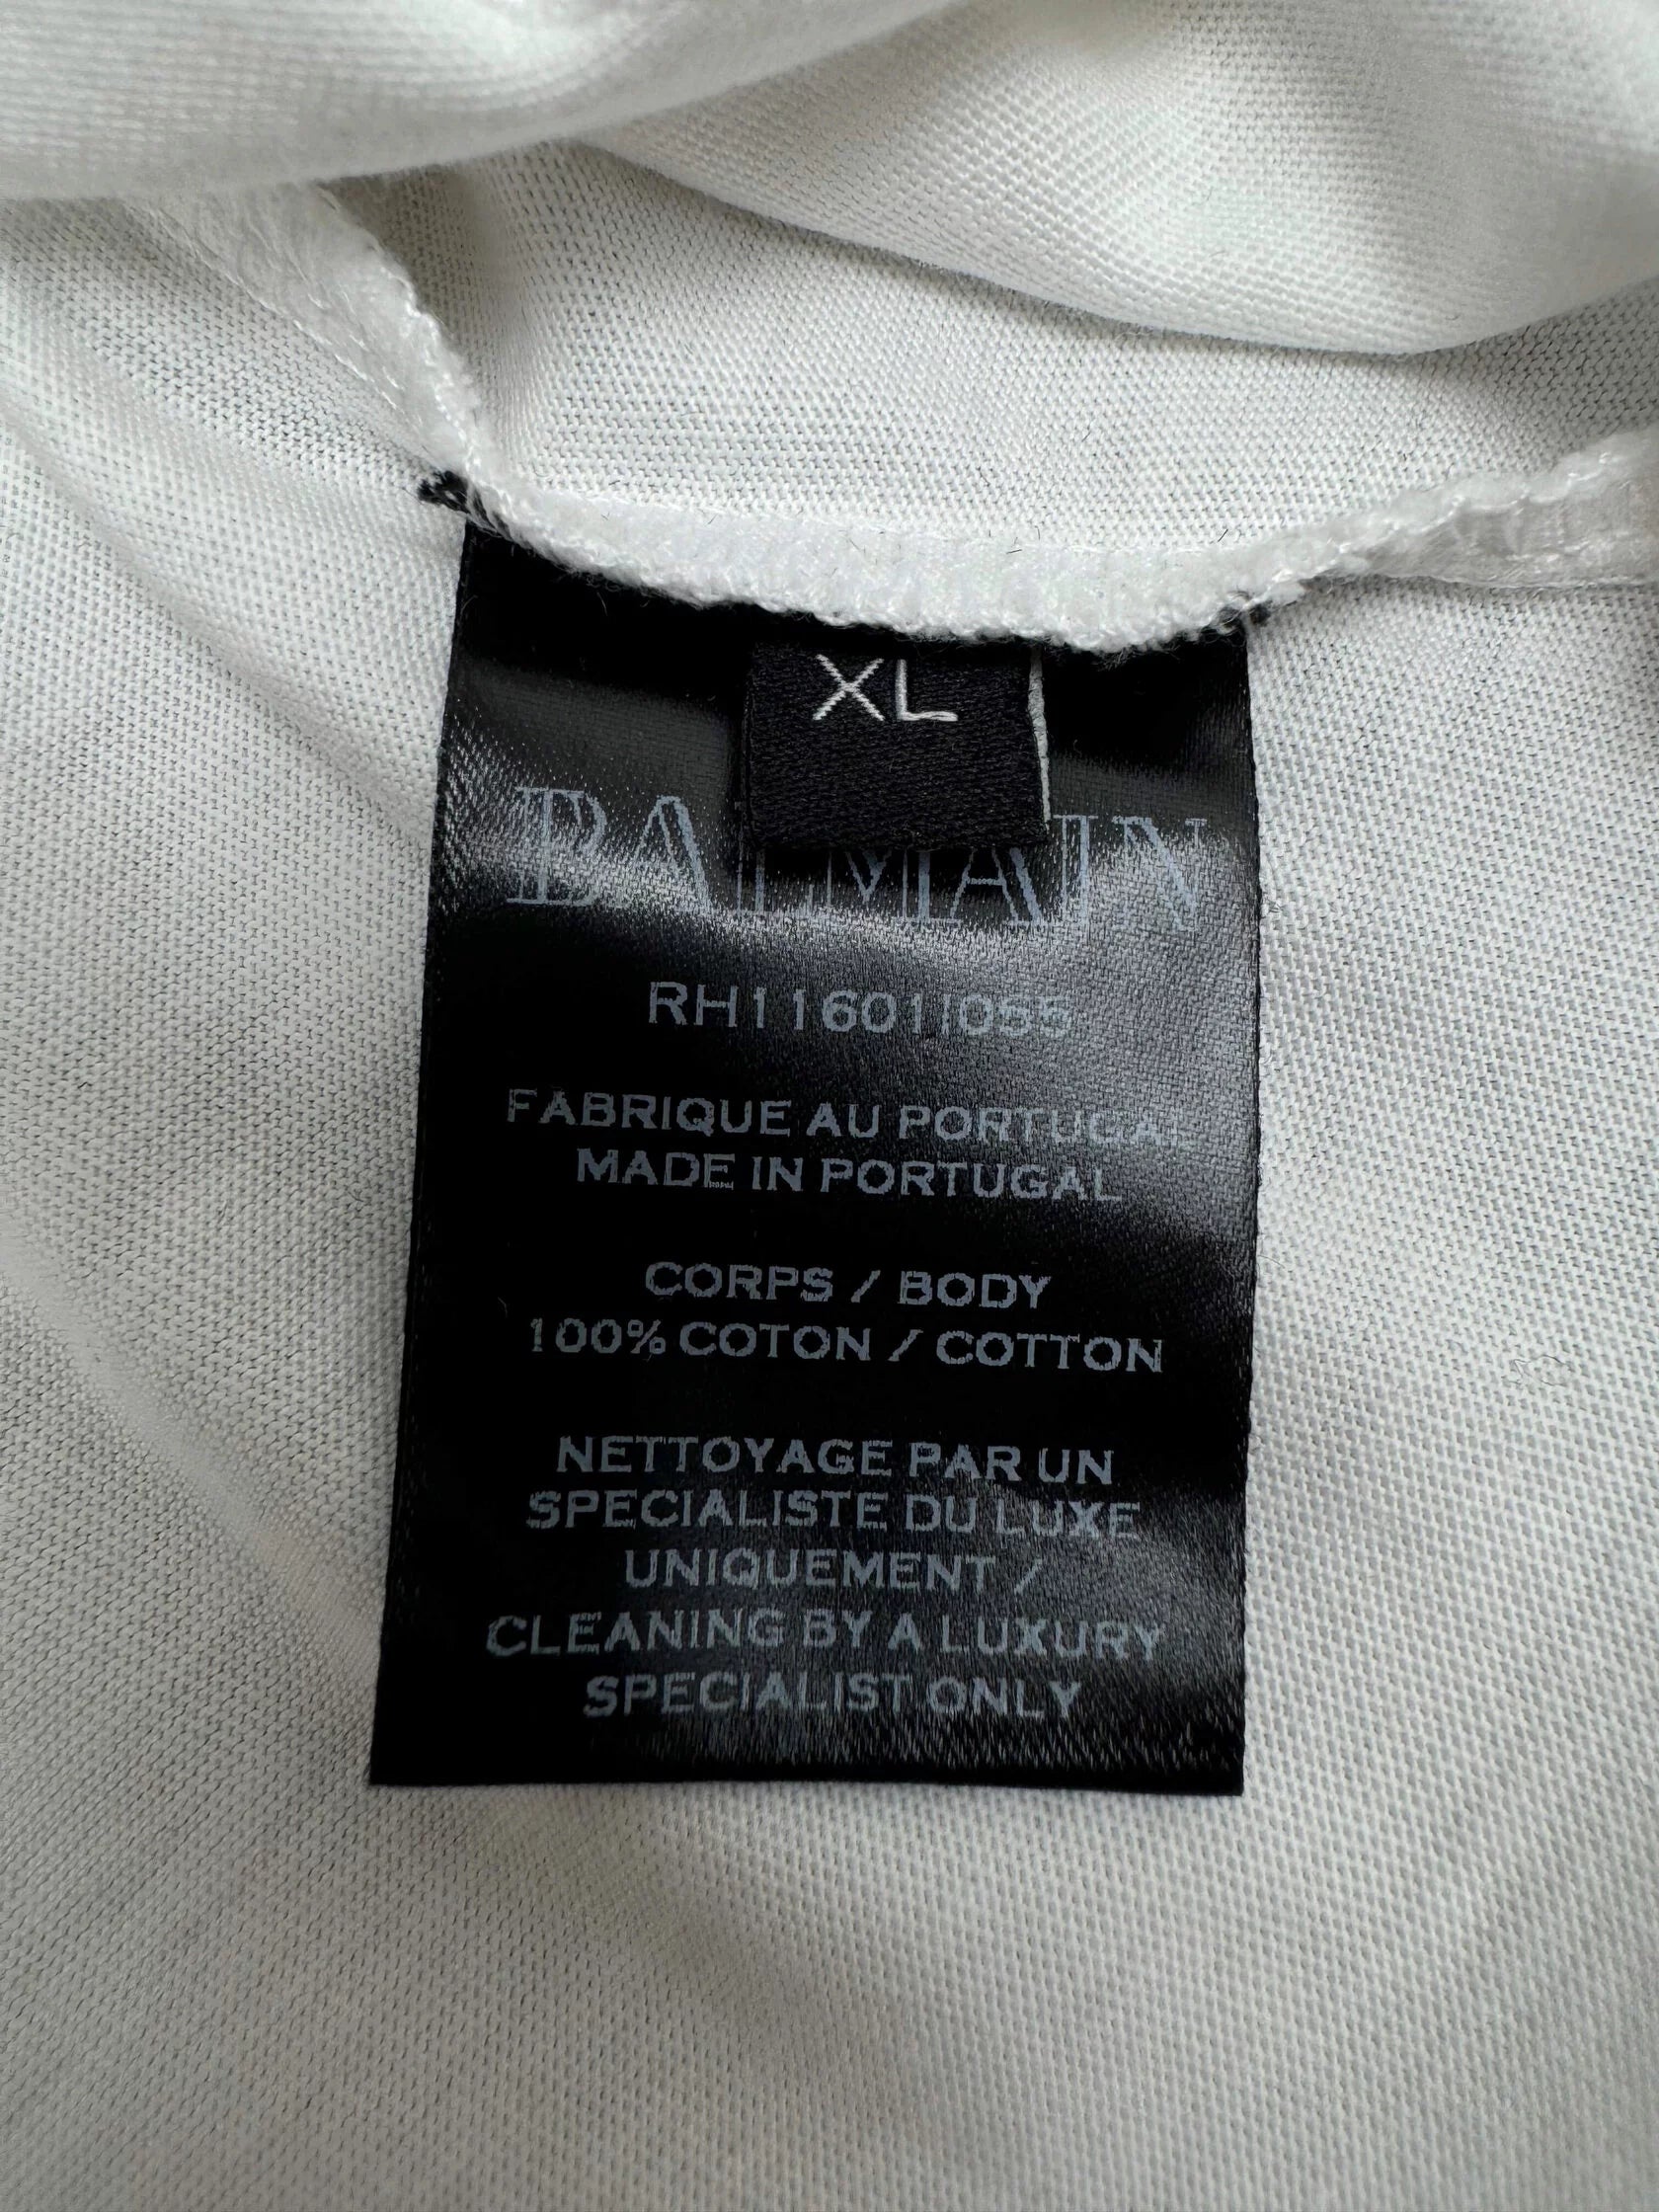 XL
BALMAIN
RH11601I055
FABRIQUE AU PORTUGAL
MADE IN PORTUGAL
CORPS / BODY
100% COTON / COTTON
NETTOYAGE PAR UN
SPECIALISTE DU LUXE
UNIQUEMENT /
CLEANING BY A LUXURY
SPECIALIST ONLY